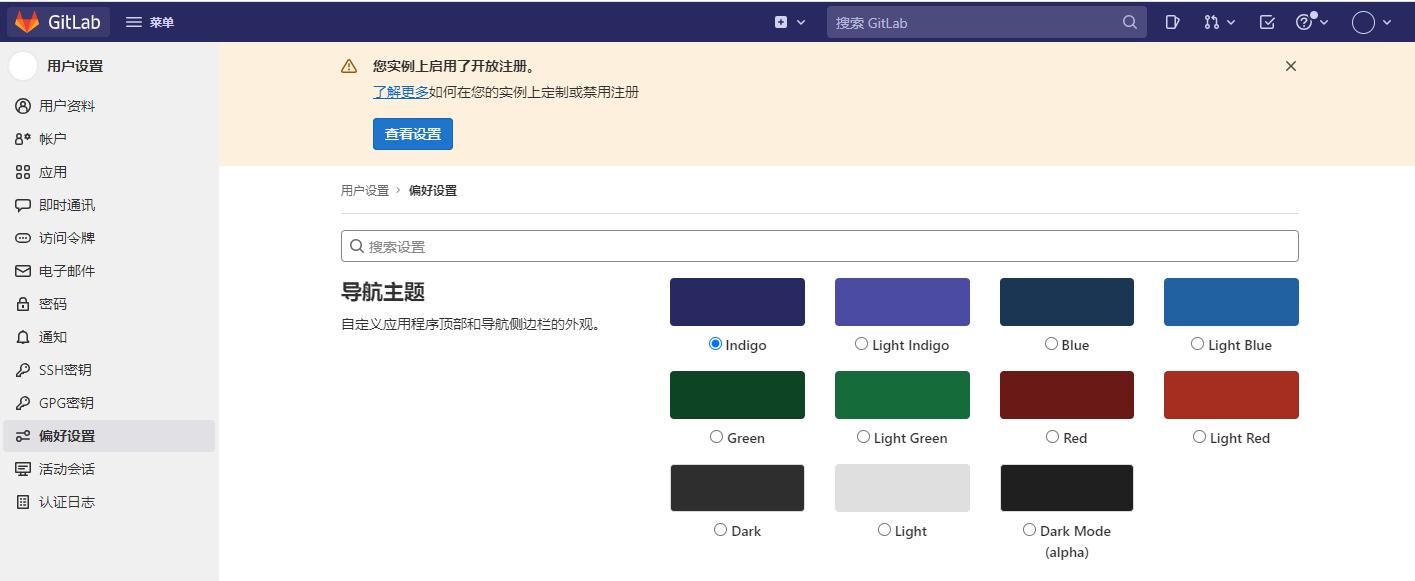 GitLab 菜单 搜索 GitLab
用户设置
用户资料
帐户
应用
即时通讯
访问令牌
电子邮件
密码
通知
SSH密钥
GPG密钥
偏好设置
活动会话
认证日志
您实例上启用了开放注册。
了解更多如何在您的实例上定制或禁用注册
查看设置
用户设置 › 偏好设置
搜索设置
导航主题
自定义应用程序顶部和导航侧边栏的外观。
Indigo Light Indigo Blue Light Blue
Green Light Green Red Light Red
Dark Light Dark Mode
(alpha)